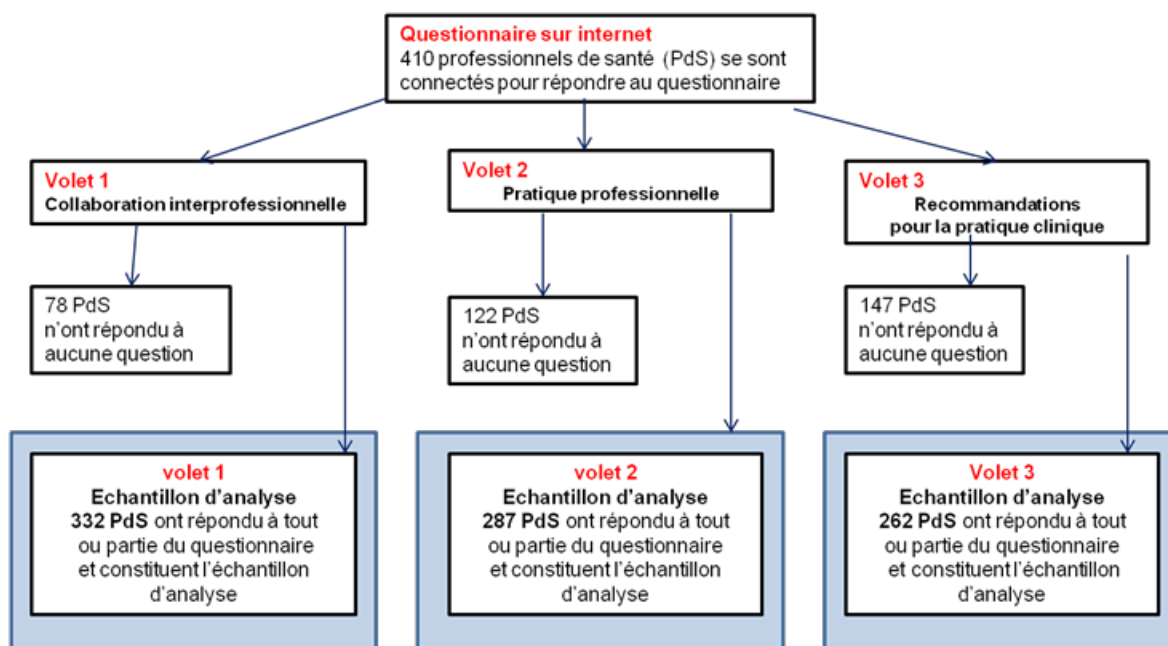 Questionnaire sur internet
410 professionnels de santé (PdS) se sont
connectés pour répondre au questionnaire
Volet 1
Collaboration interprofessionnelle
Volet 2
Pratique professionnelle
Volet 3
Recommandations
pour la pratique clinique
78 PdS
n'ont répondu à
aucune question
122 PdS
n'ont répondu à
aucune question
147 PdS
n'ont répondu à
aucune question
volet 1
Echantillon d'analyse
332 PdS ont répondu à tout
ou partie du questionnaire
et constituent l'échantillon
d'analyse
volet 2
Echantillon d'analyse
287 PdS ont répondu à tout
ou partie du questionnaire
et constituent l'échantillon
d'analyse
Volet 3
Echantillon d'analyse
262 PdS ont répondu à tout
ou partie du questionnaire
et constituent l'échantillon
d'analyse